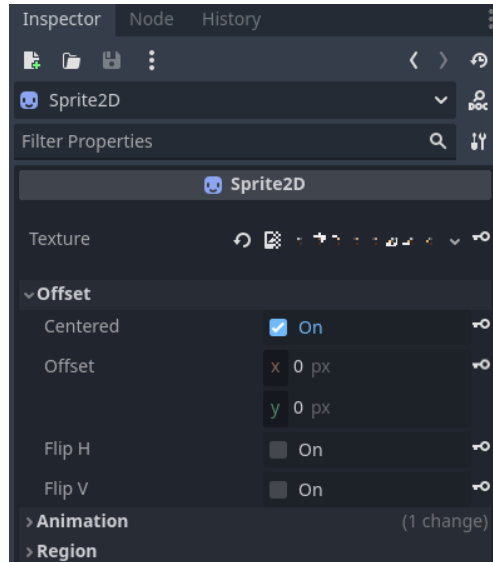 Inspector Node History
Sprite2D
DOC
Filter Properties
Sprite2D
Texture
Offset
Centered On
Offset x 0 px
y 0 px
Flip H On
Flip V On
Animation (1 change)
Region